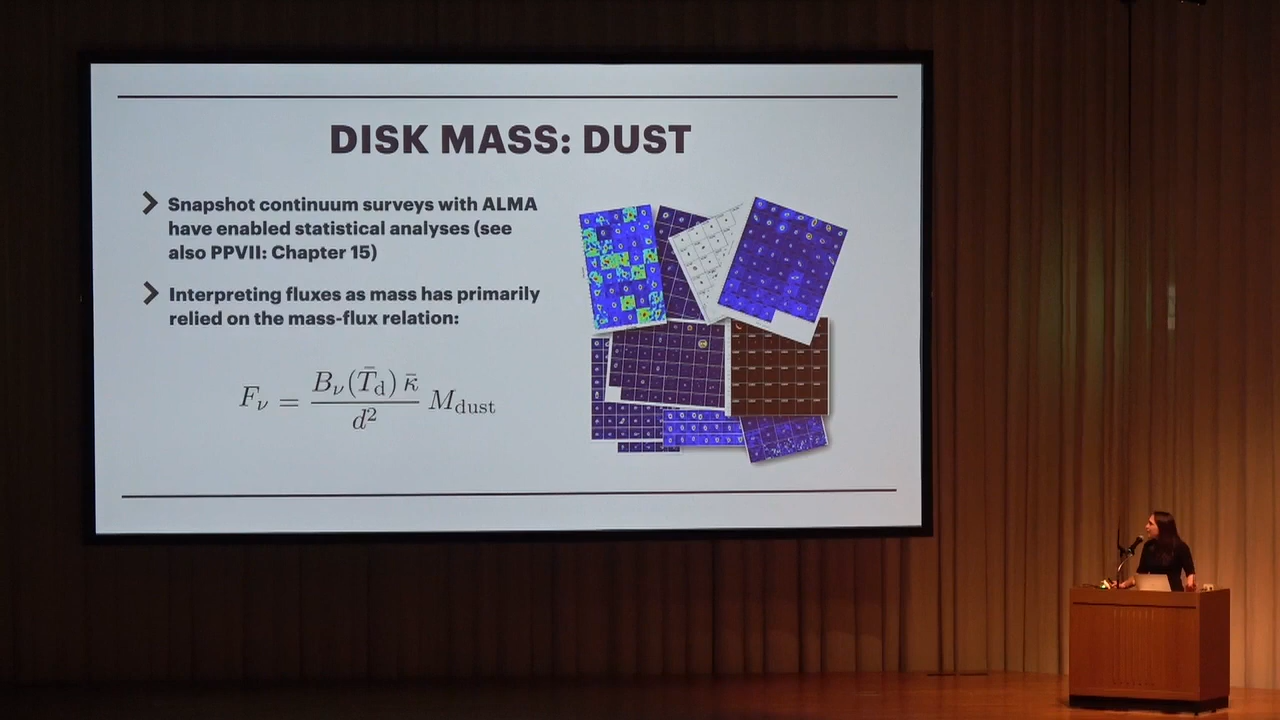 DISK MASS: DUST
Snapshot continuum surveys with ALMA
have enabled statistical analyses (see
also PPVII: Chapter 15)
Interpreting fluxes as mass has primarily
relied on the mass-flux relation:
F_ν = B_ν(T̄_d) κ̄ / d² M_dust